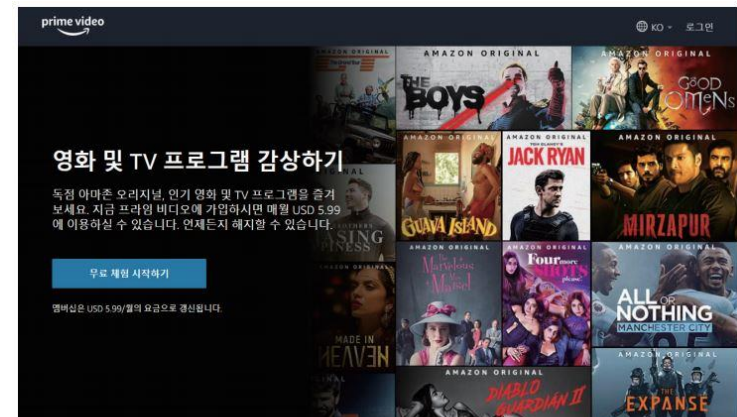 prime video
KO
로그인
영화 및 TV 프로그램 감상하기
독점 아마존 오리지널, 인기 영화 및 TV 프로그램을 즐겨
보세요. 지금 프라임 비디오에 가입하시면 매월 USD 5.99
에 이용하실 수 있습니다. 언제든지 해지할 수 있습니다.
무료 체험 시작하기
멤버십은 USD 5.99/월의 요금으로 갱신됩니다.
AMAZON ORIGINAL
AMAZON ORIGINAL
THE
BOYS
AMAZON ORIGINAL
GOOD
OMENS
AMAZON ORIGINAL
GUAVA ISLAND
AMAZON ORIGINAL
TOM CLANCY'S
JACK RYAN
AMAZON ORIGINAL
MIRZAPUR
AMAZON ORIGINAL
The
Marvelous
Mrs.
Maisel
AMAZON ORIGINAL
Four more
SHOTS
please!
AMAZON ORIGINAL
ALL OR
NOTHING
MANCHESTER CITY
MADE IN
HEAVEN
AMAZON ORIGINAL
DIABLO
GUARDIAN II
AMAZON ORIGINAL
THE
EXPANSE